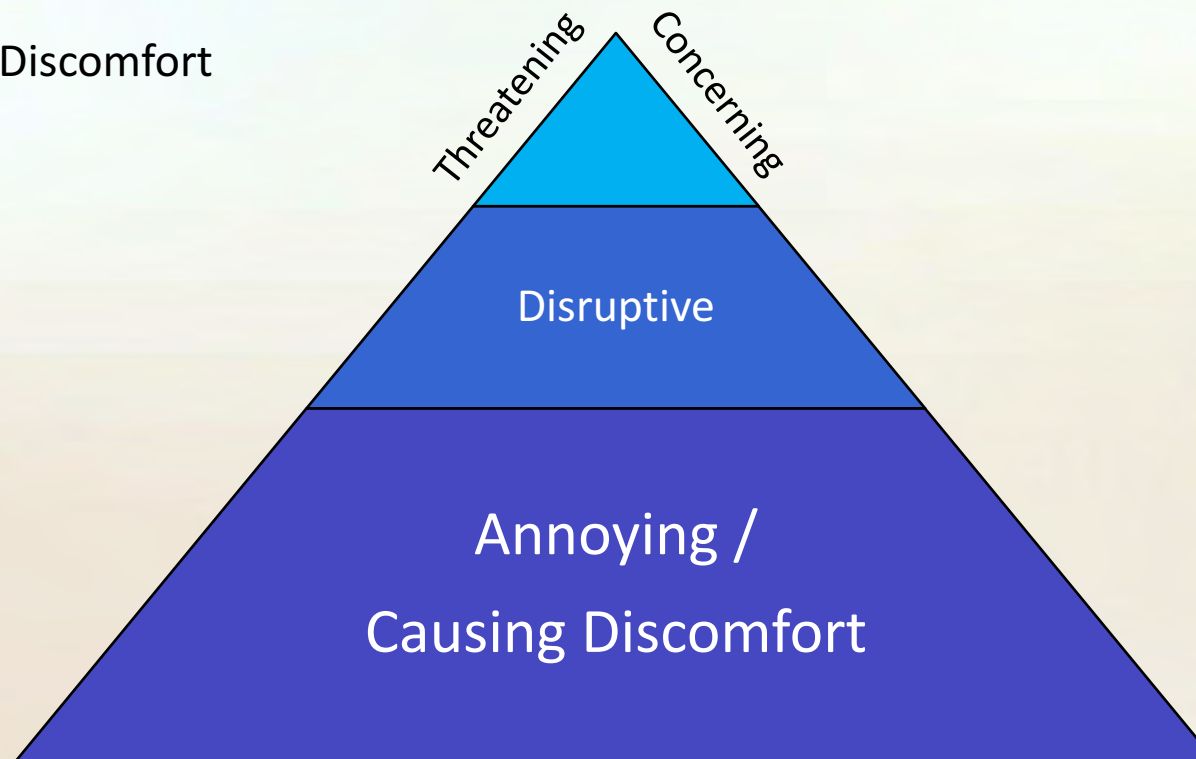 Discomfort
Threatening
Concerning
Disruptive
Annoying /
Causing Discomfort